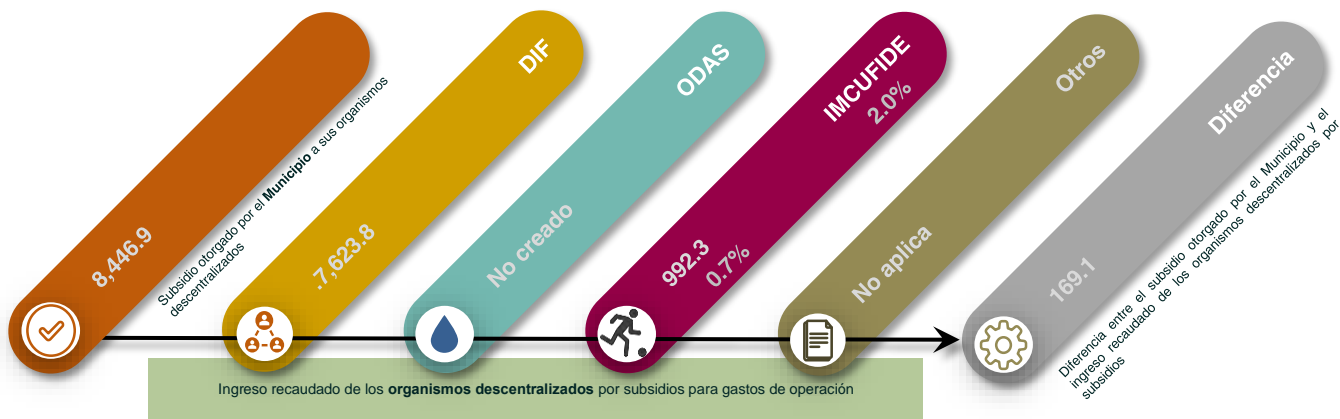 8,446.9
Subsidio otorgado por el Municipio a sus organismos
descentralizados
DIF
.7,623.8
ODAS
No creado
IMCUFIDE
2.0%
992.3
0.7%
Otros
No aplica
Diferencia
169.1
Diferencia entre el subsidio otorgado por el Municipio y el
ingreso recaudado de los organismos descentralizados por
subsidios
Ingreso recaudado de los organismos descentralizados por subsidios para gastos de operación